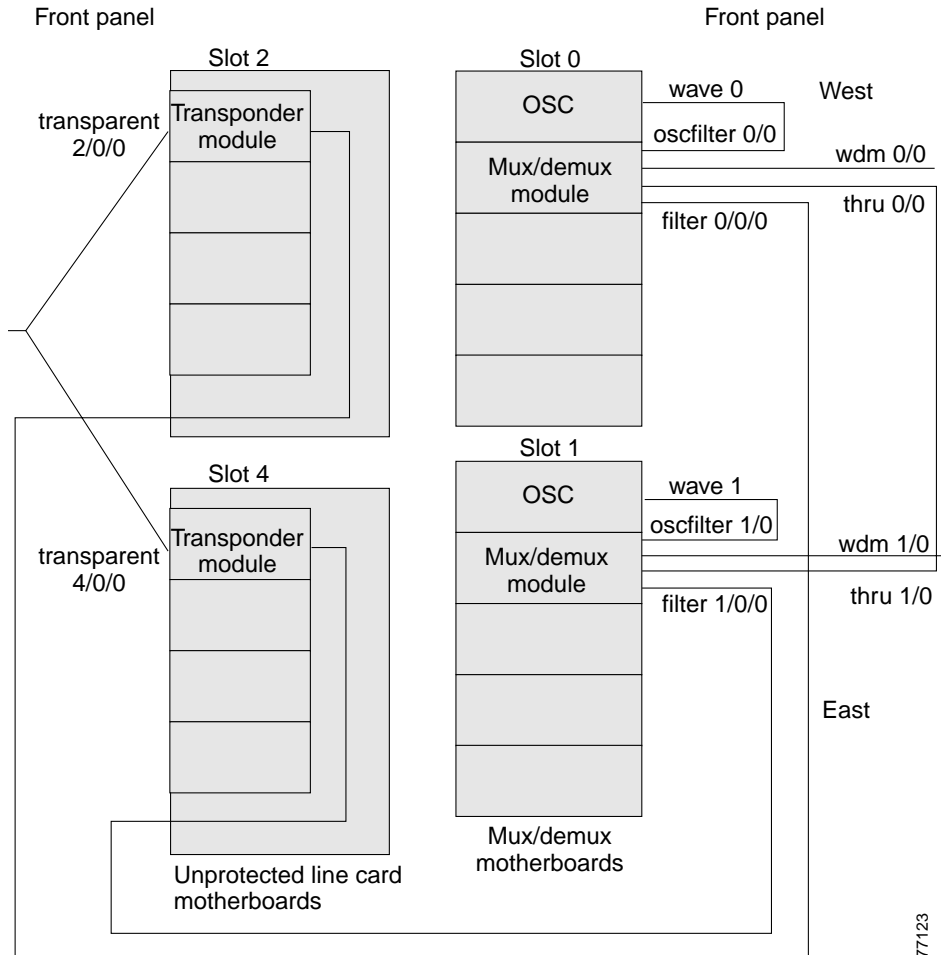 Front panel
Front panel
Slot 2
Slot 0
transparent
2/0/0
Transponder
module
OSC
wave 0
West
oscfilter 0/0
Mux/demux
module
wdm 0/0
filter 0/0/0
thru 0/0
Slot 4
Slot 1
transparent
4/0/0
Transponder
module
OSC
wave 1
oscfilter 1/0
Mux/demux
module
wdm 1/0
filter 1/0/0
thru 1/0
East
Unprotected line card
motherboards
Mux/demux
motherboards
77123